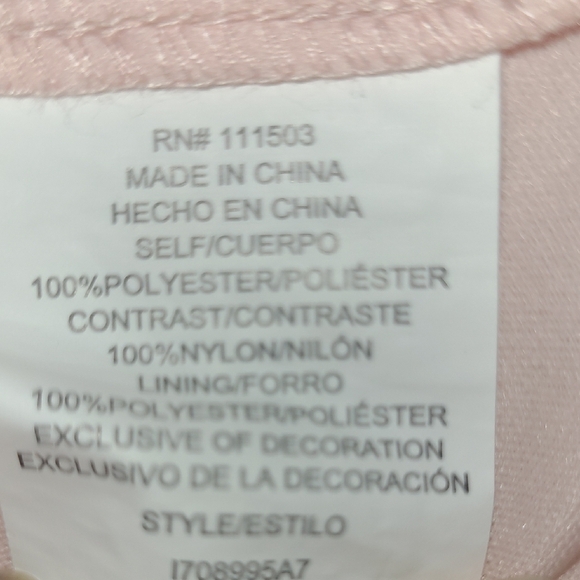 RN# 111503
MADE IN CHINA
HECHO EN CHINA
SELF/CUERPO
100%POLYESTER/POLIÉSTER
CONTRAST/CONTRASTE
100%NYLON/NILÓN
LINING/FORRO
100%POLYESTER/POLIÉSTER
EXCLUSIVE OF DECORATION
EXCLUSIVO DE LA DECORACIÓN
STYLE/ESTILO
I708995A7